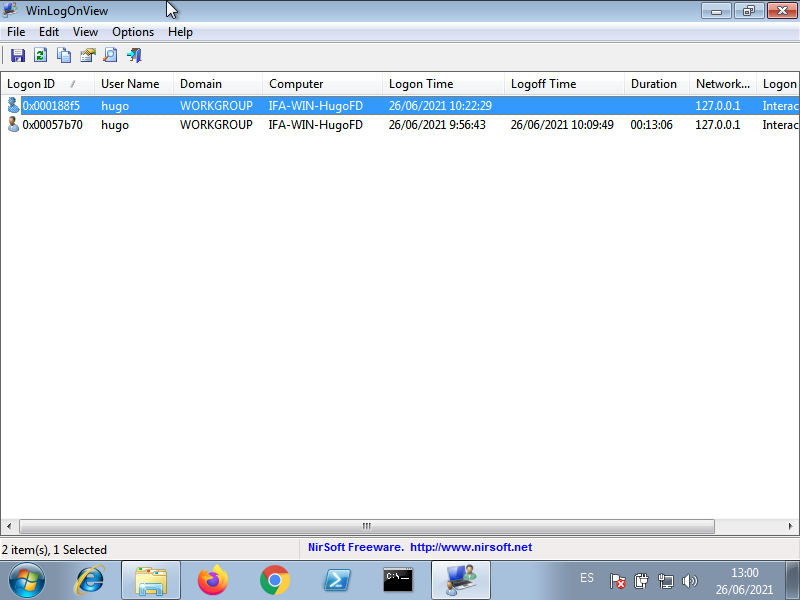 WinLogOnView
File Edit View Options Help
Logon ID / User Name Domain Computer Logon Time Logoff Time Duration Network... Logon
0x000188f5 hugo WORKGROUP IFA-WIN-HugoFD 26/06/2021 10:22:29 127.0.0.1 Interac
0x00057b70 hugo WORKGROUP IFA-WIN-HugoFD 26/06/2021 9:56:43 26/06/2021 10:09:49 00:13:06 127.0.0.1 Interac
2 item(s), 1 Selected NirSoft Freeware. http://www.nirsoft.net
C:\_
ES
13:00
26/06/2021